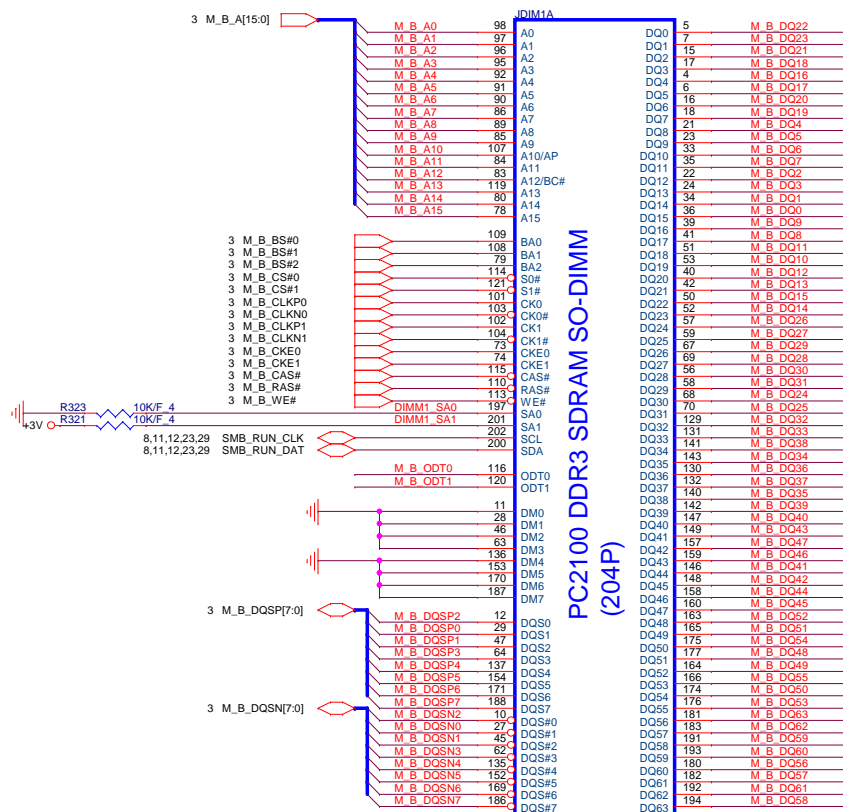 JDIM1A
3 M_B_A[15:0]
M_B_A0 98 A0
M_B_A1 97 A1
M_B_A2 96 A2
M_B_A3 95 A3
M_B_A4 92 A4
M_B_A5 91 A5
M_B_A6 90 A6
M_B_A7 86 A7
M_B_A8 89 A8
M_B_A9 85 A9
M_B_A10 107 A10/AP
M_B_A11 84 A11
M_B_A12 83 A12/BC#
M_B_A13 119 A13
M_B_A14 80 A14
M_B_A15 78 A15
3 M_B_BS#0 109 BA0
3 M_B_BS#1 108 BA1
3 M_B_BS#2 79 BA2
3 M_B_CS#0 114 S0#
3 M_B_CS#1 121 S1#
3 M_B_CLKP0 101 CK0
3 M_B_CLKN0 103 CK0#
3 M_B_CLKP1 102 CK1
3 M_B_CLKN1 104 CK1#
3 M_B_CKE0 73 CKE0
3 M_B_CKE1 74 CKE1
3 M_B_CAS# 115 CAS#
3 M_B_RAS# 110 RAS#
3 M_B_WE# 113 WE#
R323 10K/F_4 DIMM1_SA0 197 SA0
+3V R321 10K/F_4 DIMM1_SA1 201 SA1
8,11,12,23,29 SMB_RUN_CLK 202 SCL
8,11,12,23,29 SMB_RUN_DAT 200 SDA
M_B_ODT0 116 ODT0
M_B_ODT1 120 ODT1
11 DM0
28 DM1
46 DM2
63 DM3
136 DM4
153 DM5
170 DM6
187 DM7
3 M_B_DQSP[7:0]
M_B_DQSP2 12 DQS0
M_B_DQSP0 29 DQS1
M_B_DQSP1 47 DQS2
M_B_DQSP3 64 DQS3
M_B_DQSP4 137 DQS4
M_B_DQSP5 154 DQS5
M_B_DQSP6 171 DQS6
M_B_DQSP7 188 DQS7
3 M_B_DQSN[7:0]
M_B_DQSN2 10 DQS#0
M_B_DQSN0 27 DQS#1
M_B_DQSN1 45 DQS#2
M_B_DQSN3 62 DQS#3
M_B_DQSN4 135 DQS#4
M_B_DQSN5 152 DQS#5
M_B_DQSN6 169 DQS#6
M_B_DQSN7 186 DQS#7
PC2100 DDR3 SDRAM SO-DIMM
(204P)
DQ0 5 M_B_DQ22
DQ1 7 M_B_DQ23
DQ2 15 M_B_DQ21
DQ3 17 M_B_DQ18
DQ4 4 M_B_DQ16
DQ5 6 M_B_DQ17
DQ6 16 M_B_DQ20
DQ7 18 M_B_DQ19
DQ8 21 M_B_DQ4
DQ9 23 M_B_DQ5
DQ10 33 M_B_DQ6
DQ11 35 M_B_DQ7
DQ12 22 M_B_DQ2
DQ13 24 M_B_DQ3
DQ14 34 M_B_DQ1
DQ15 36 M_B_DQ0
DQ16 39 M_B_DQ9
DQ17 41 M_B_DQ8
DQ18 51 M_B_DQ11
DQ19 53 M_B_DQ10
DQ20 40 M_B_DQ12
DQ21 42 M_B_DQ13
DQ22 50 M_B_DQ15
DQ23 52 M_B_DQ14
DQ24 57 M_B_DQ26
DQ25 59 M_B_DQ27
DQ26 67 M_B_DQ29
DQ27 69 M_B_DQ28
DQ28 56 M_B_DQ30
DQ29 58 M_B_DQ31
DQ30 68 M_B_DQ24
DQ31 70 M_B_DQ25
DQ32 129 M_B_DQ32
DQ33 131 M_B_DQ33
DQ34 141 M_B_DQ38
DQ35 143 M_B_DQ34
DQ36 130 M_B_DQ36
DQ37 132 M_B_DQ37
DQ38 140 M_B_DQ35
DQ39 142 M_B_DQ39
DQ40 147 M_B_DQ40
DQ41 149 M_B_DQ43
DQ42 157 M_B_DQ47
DQ43 159 M_B_DQ46
DQ44 146 M_B_DQ41
DQ45 148 M_B_DQ42
DQ46 158 M_B_DQ44
DQ47 160 M_B_DQ45
DQ48 163 M_B_DQ52
DQ49 165 M_B_DQ51
DQ50 175 M_B_DQ54
DQ51 177 M_B_DQ48
DQ52 164 M_B_DQ49
DQ53 166 M_B_DQ55
DQ54 174 M_B_DQ50
DQ55 176 M_B_DQ53
DQ56 181 M_B_DQ63
DQ57 183 M_B_DQ62
DQ58 191 M_B_DQ59
DQ59 193 M_B_DQ60
DQ60 180 M_B_DQ56
DQ61 182 M_B_DQ57
DQ62 192 M_B_DQ61
DQ63 194 M_B_DQ58